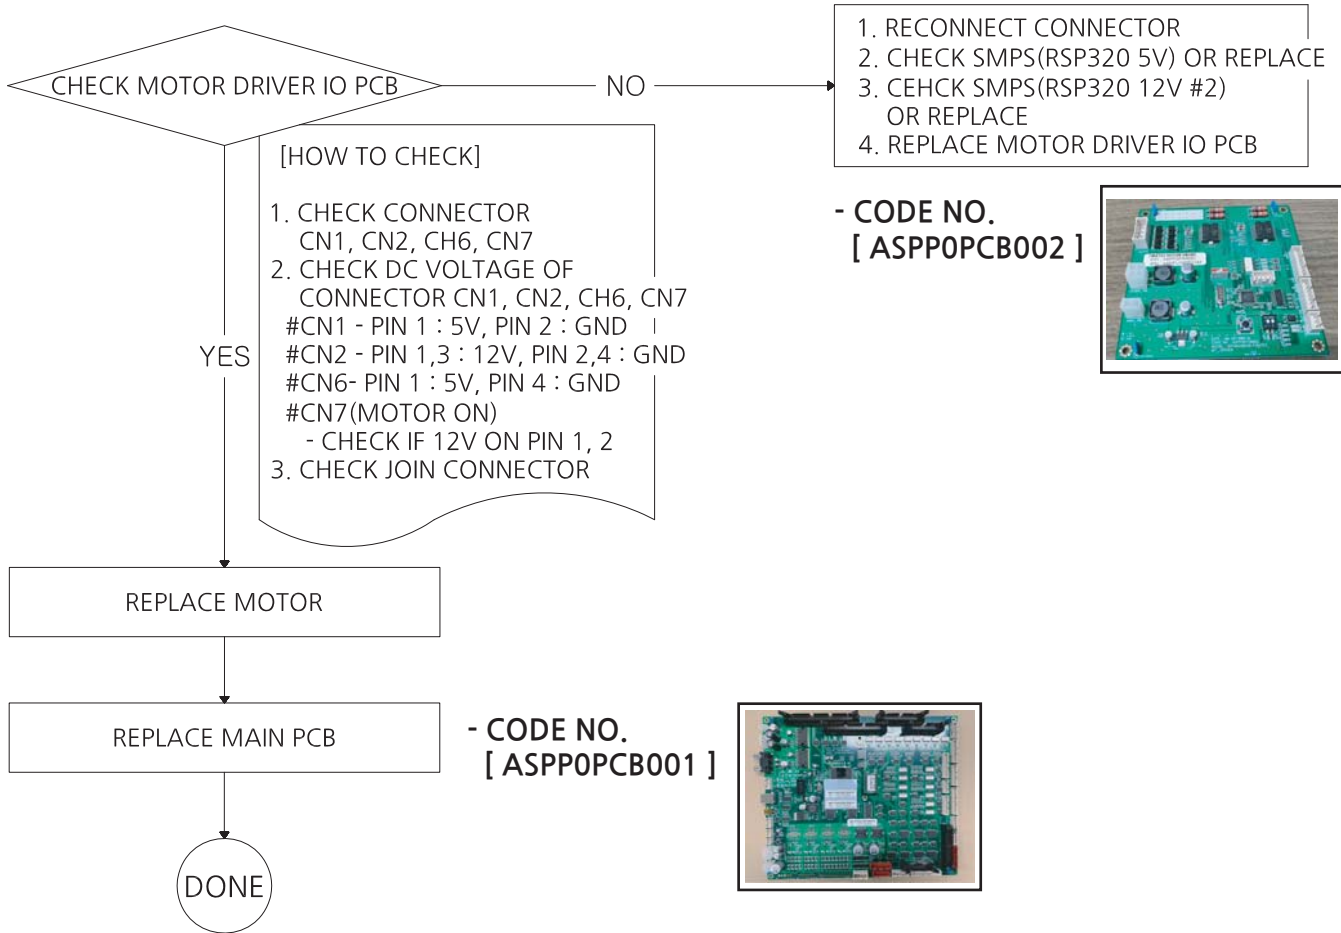 CHECK MOTOR DRIVER IO PCB
NO
1. RECONNECT CONNECTOR
2. CHECK SMPS(RSP320 5V) OR REPLACE
3. CEHCK SMPS(RSP320 12V #2)
OR REPLACE
4. REPLACE MOTOR DRIVER IO PCB
- CODE NO.
[ ASPP0PCB002 ]
[HOW TO CHECK]
1. CHECK CONNECTOR
CN1, CN2, CH6, CN7
2. CHECK DC VOLTAGE OF
CONNECTOR CN1, CN2, CH6, CN7
#CN1 - PIN 1 : 5V, PIN 2 : GND
#CN2 - PIN 1,3 : 12V, PIN 2,4 : GND
#CN6- PIN 1 : 5V, PIN 4 : GND
#CN7(MOTOR ON)
- CHECK IF 12V ON PIN 1, 2
3. CHECK JOIN CONNECTOR
YES
REPLACE MOTOR
REPLACE MAIN PCB
- CODE NO.
[ ASPP0PCB001 ]
DONE